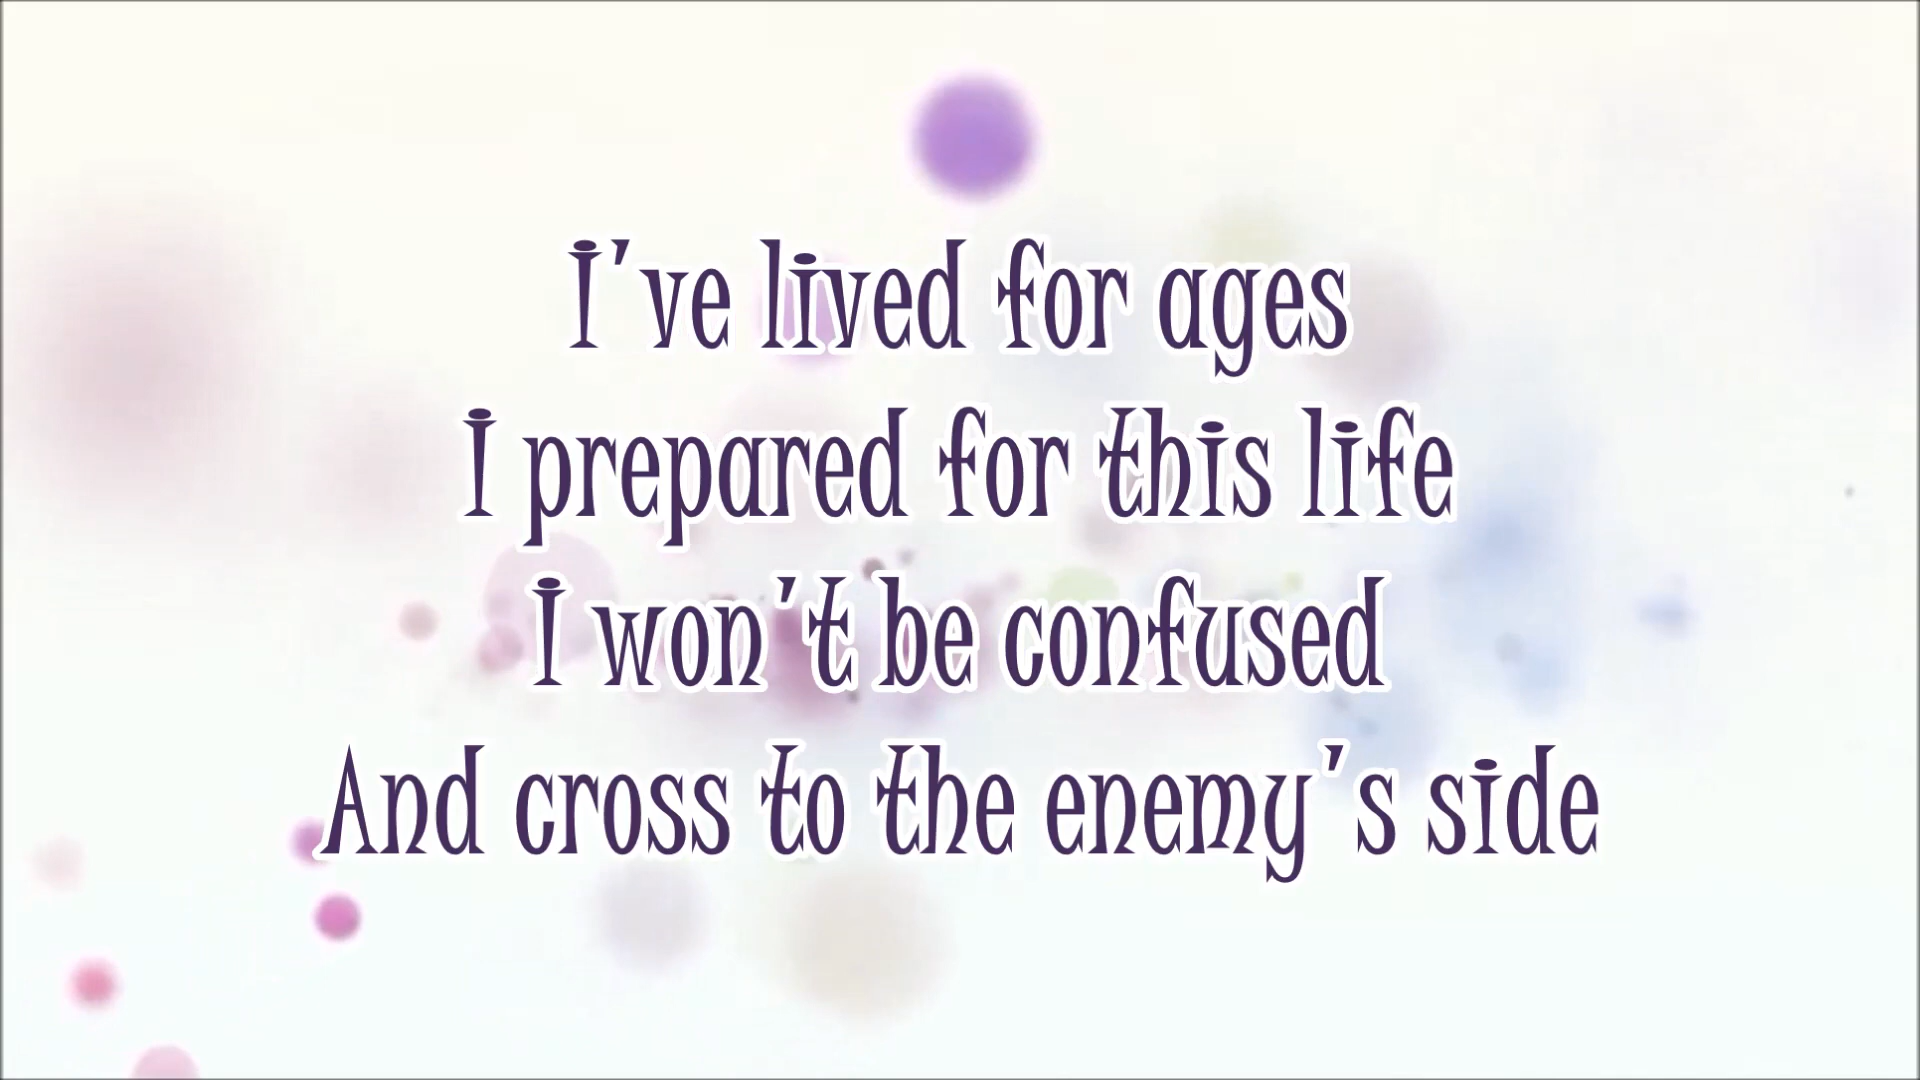 I've lived for ages
I prepared for this life
I won't be confused
And cross to the enemy's side